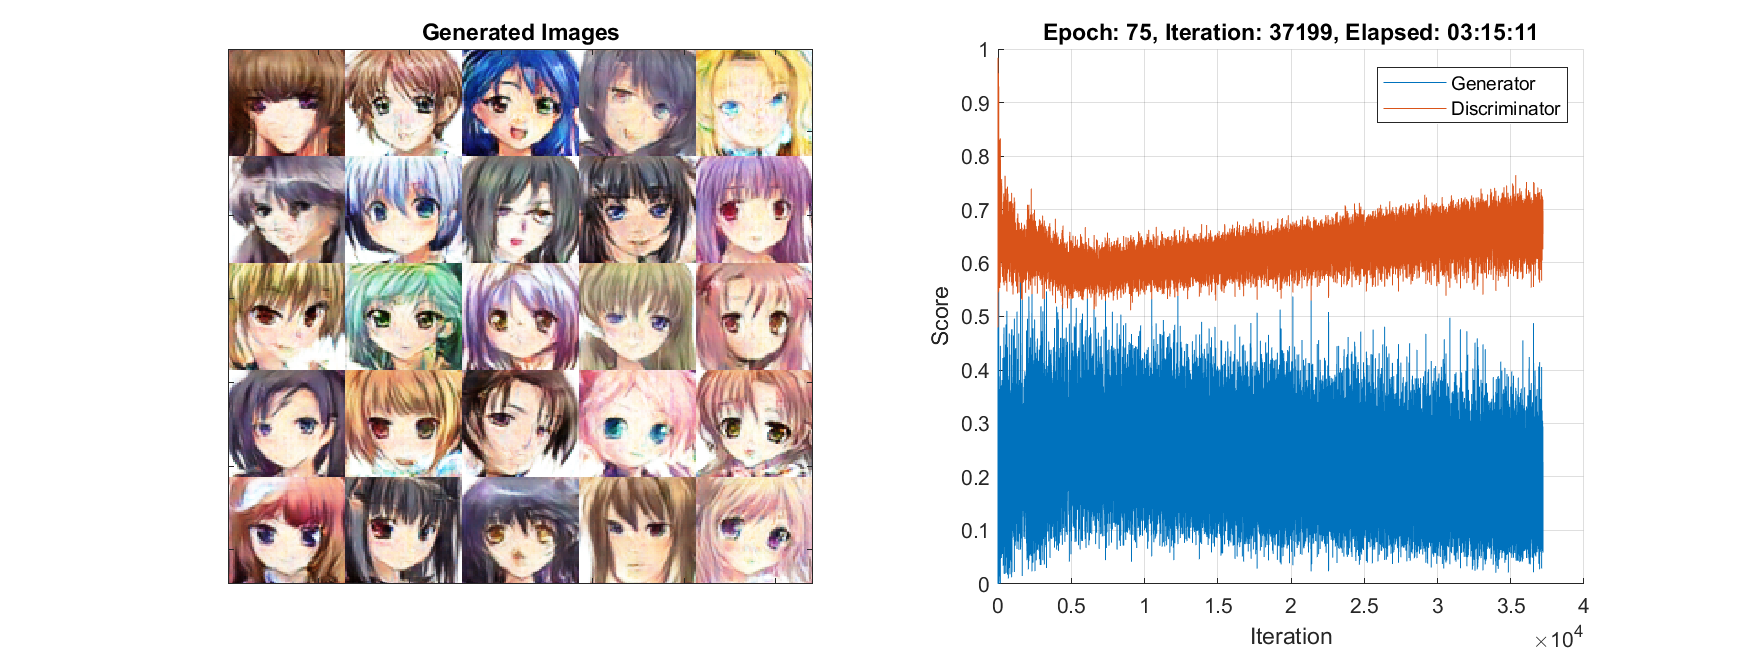 Generated Images
Epoch: 75, Iteration: 37199, Elapsed: 03:15:11
Generator
Discriminator
1
0.9
0.8
0.7
0.6
0.5
0.4
0.3
0.2
0.1
0
Score
0 0.5 1 1.5 2 2.5 3 3.5 4
Iteration
×10⁴